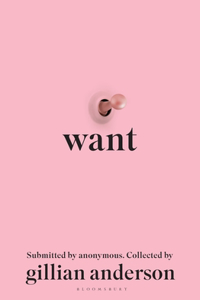 want
Submitted by anonymous. Collected by
gillian anderson
BLOOMSBURY